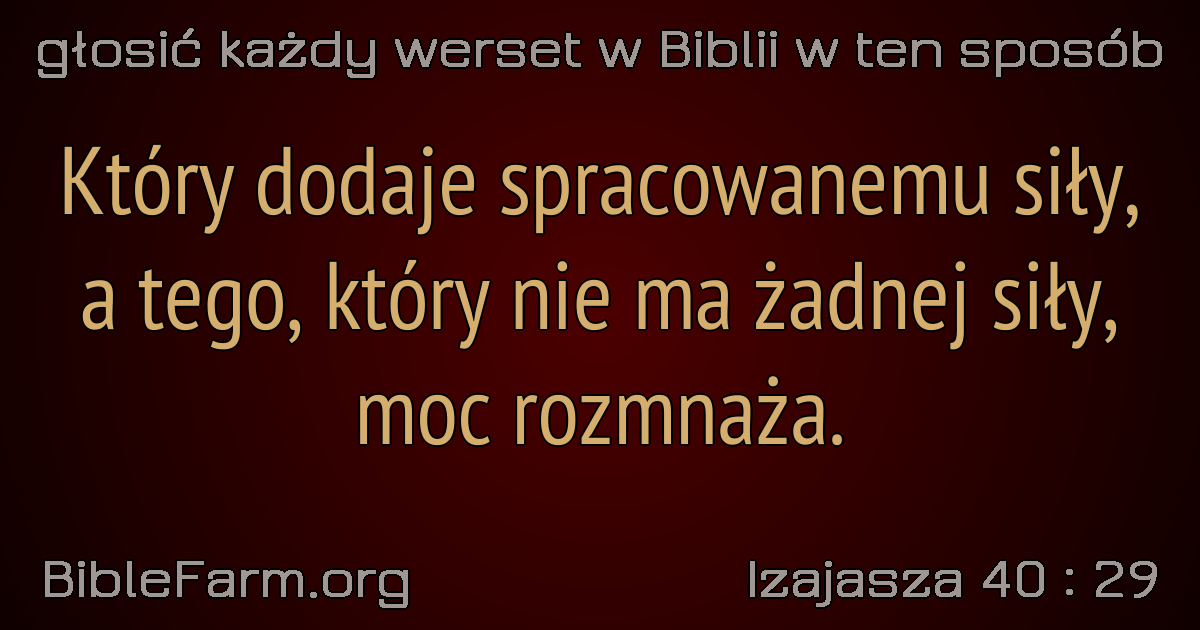 głosić każdy werset w Biblii w ten sposób
Który dodaje spracowanemu siły,
a tego, który nie ma żadnej siły,
moc rozmnaża.
BibleFarm.org
Izajasza 40 : 29